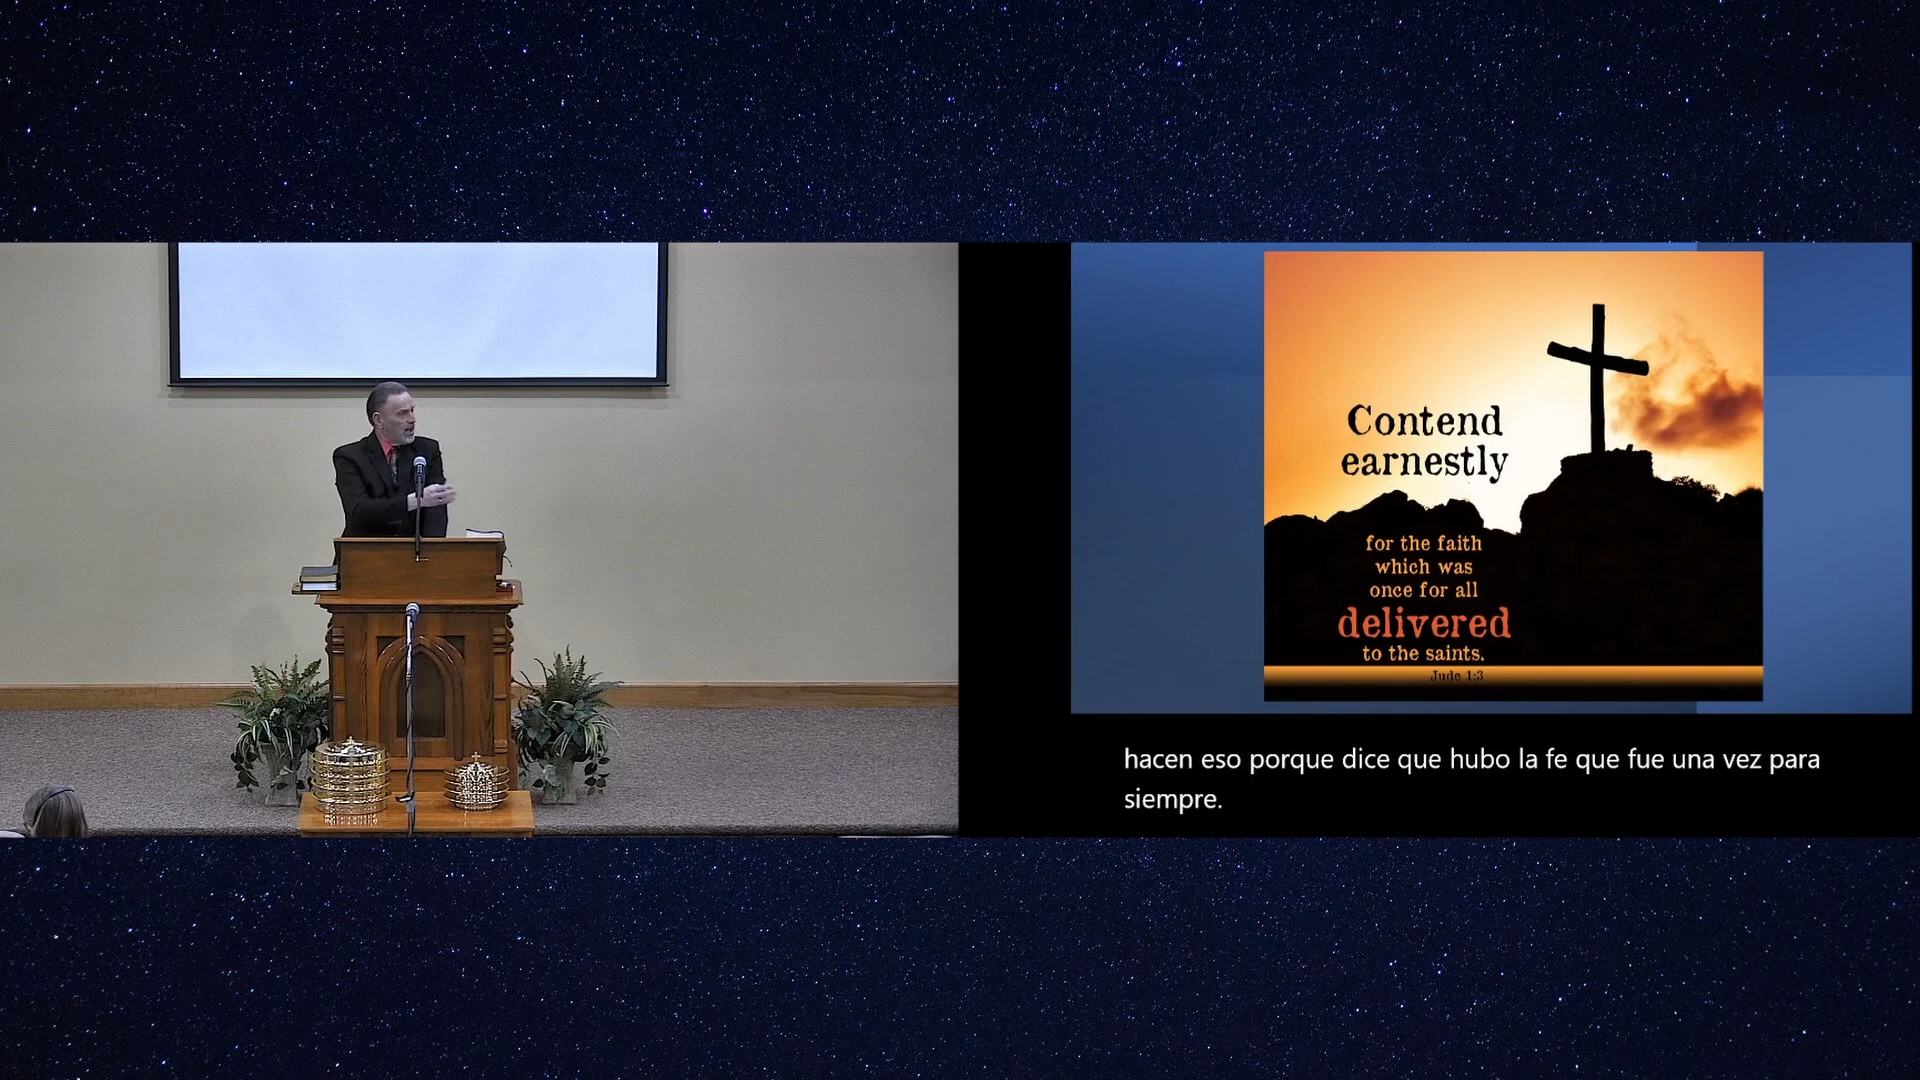 Contend
earnestly
for the faith
which was
once for all
delivered
to the saints.
Jude 1:3
hacen eso porque dice que hubo la fe que fue una vez para
siempre.